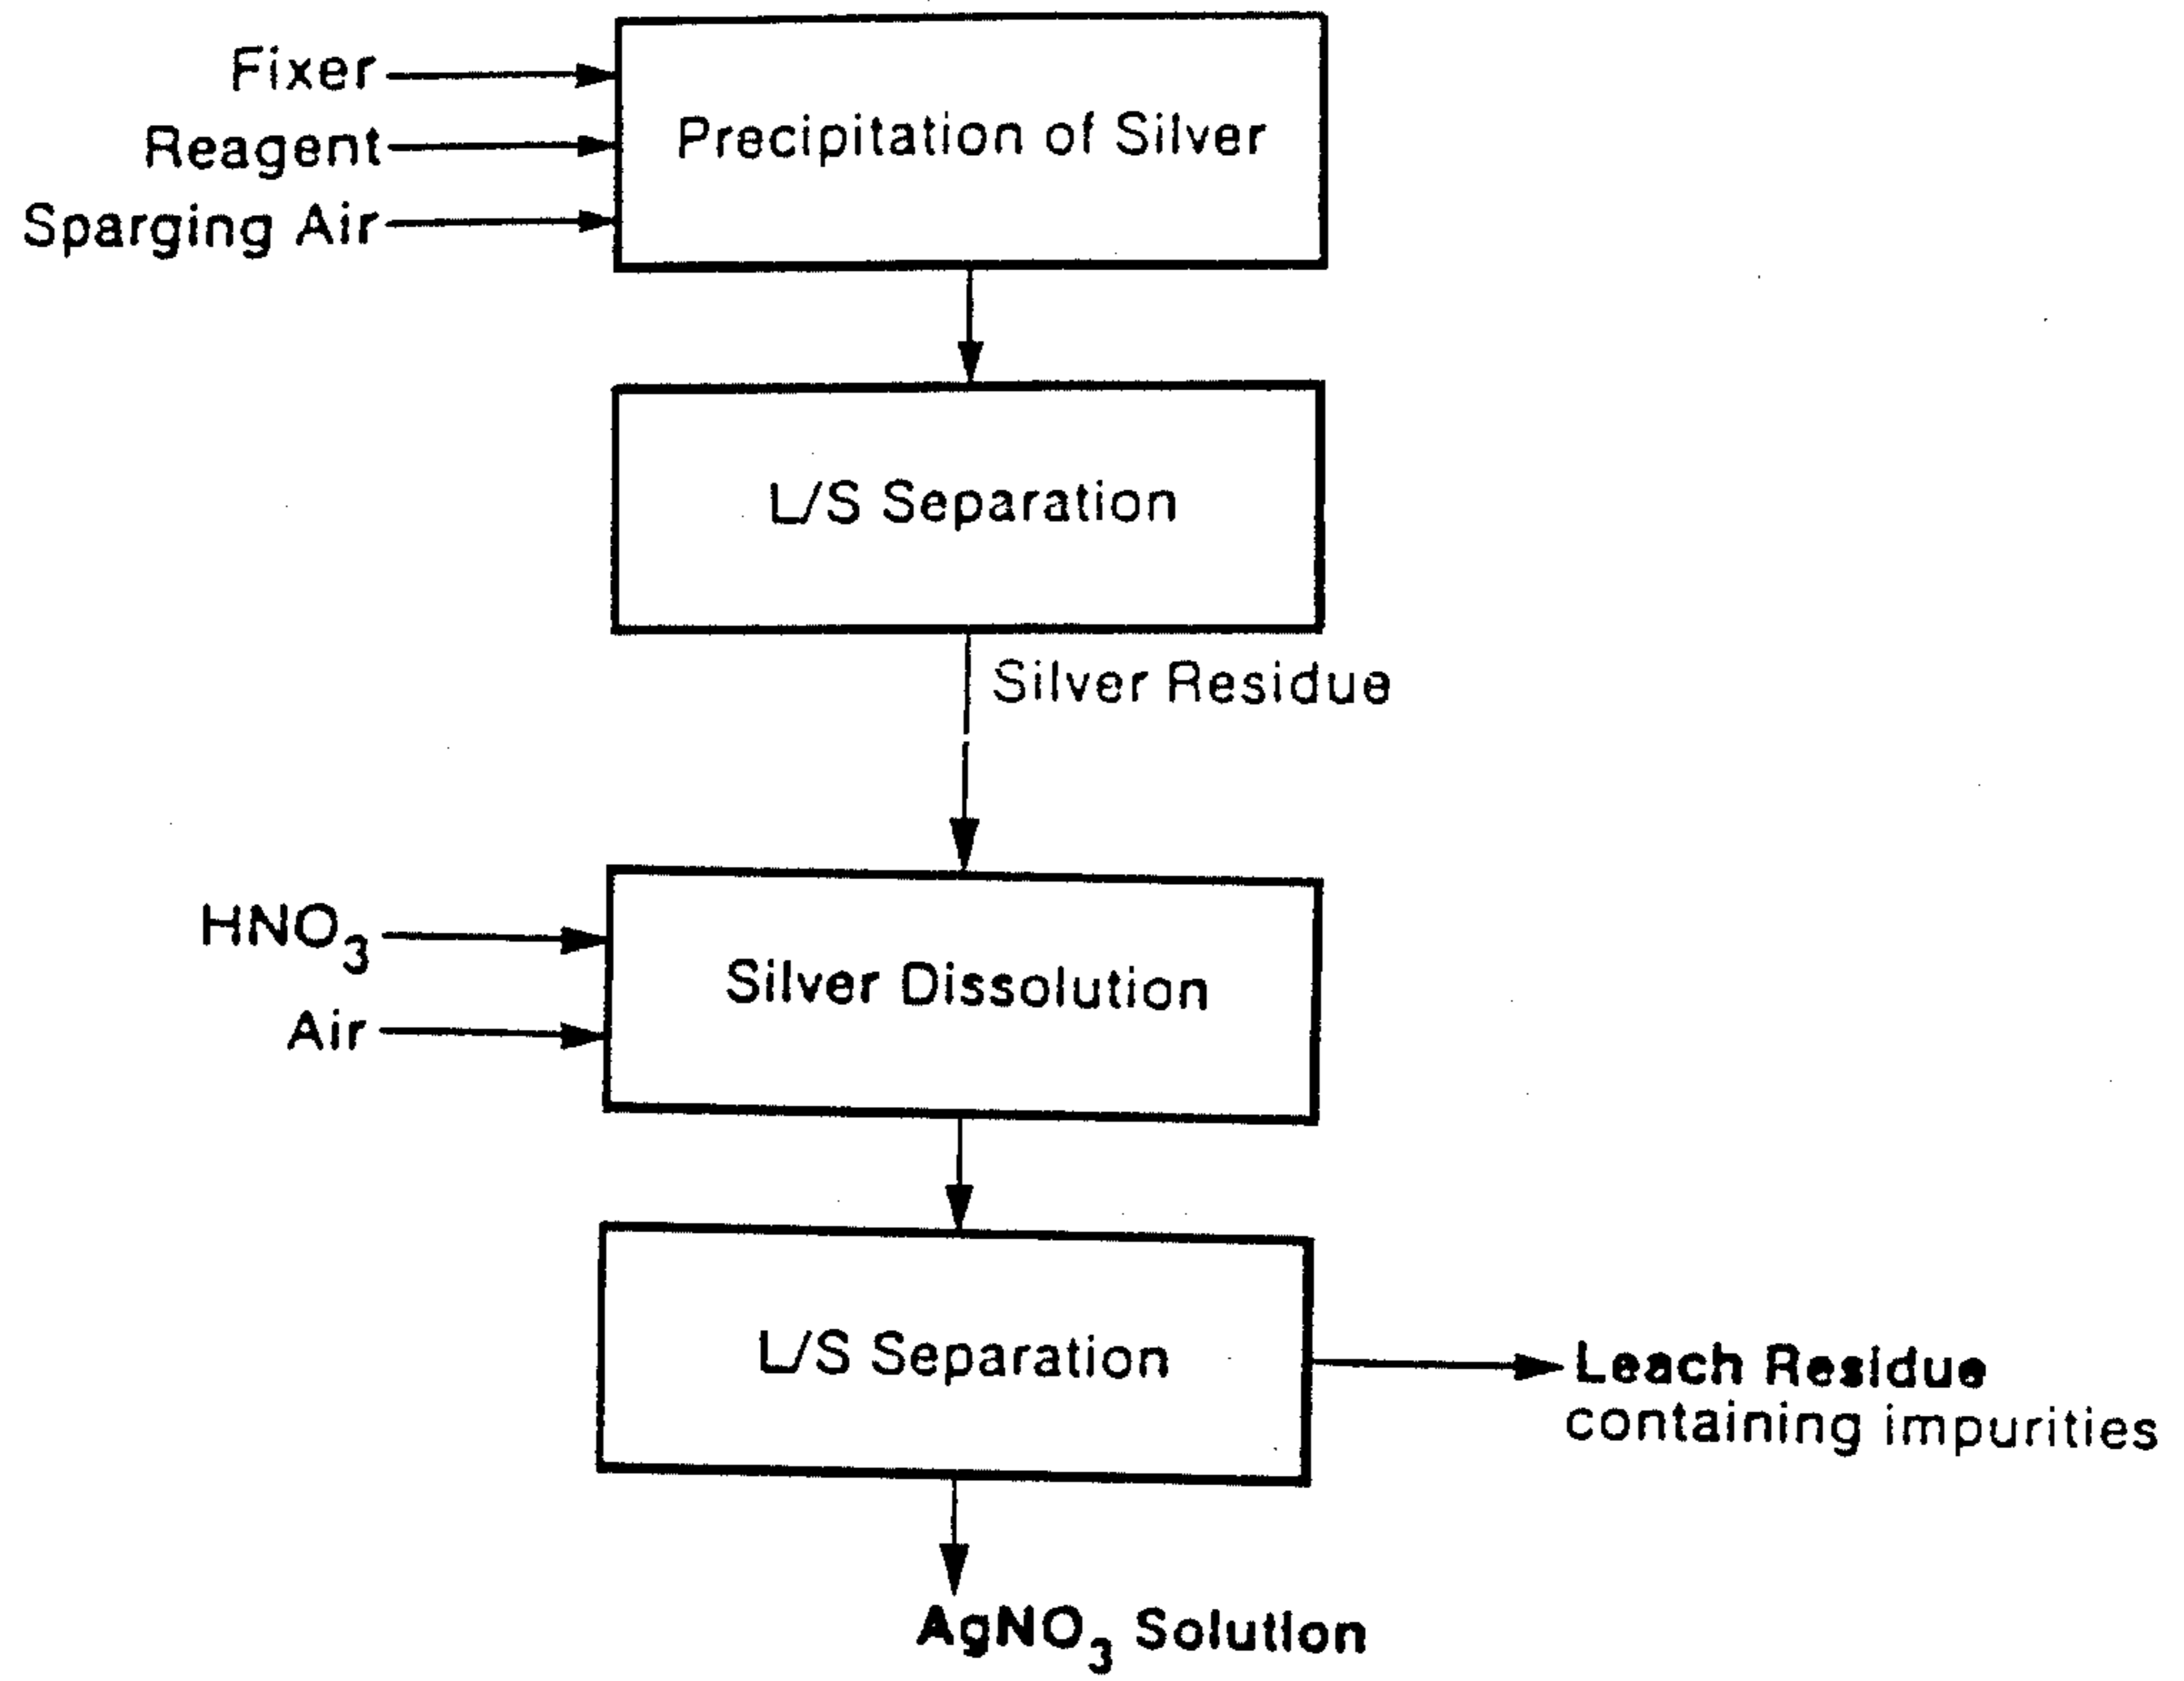 Fixer
Reagent
Sparging Air
Precipitation of Silver
L/S Separation
Silver Residue
HNO₃
Air
Silver Dissolution
L/S Separation
Leach Residue
containing impurities
AgNO₃ Solution